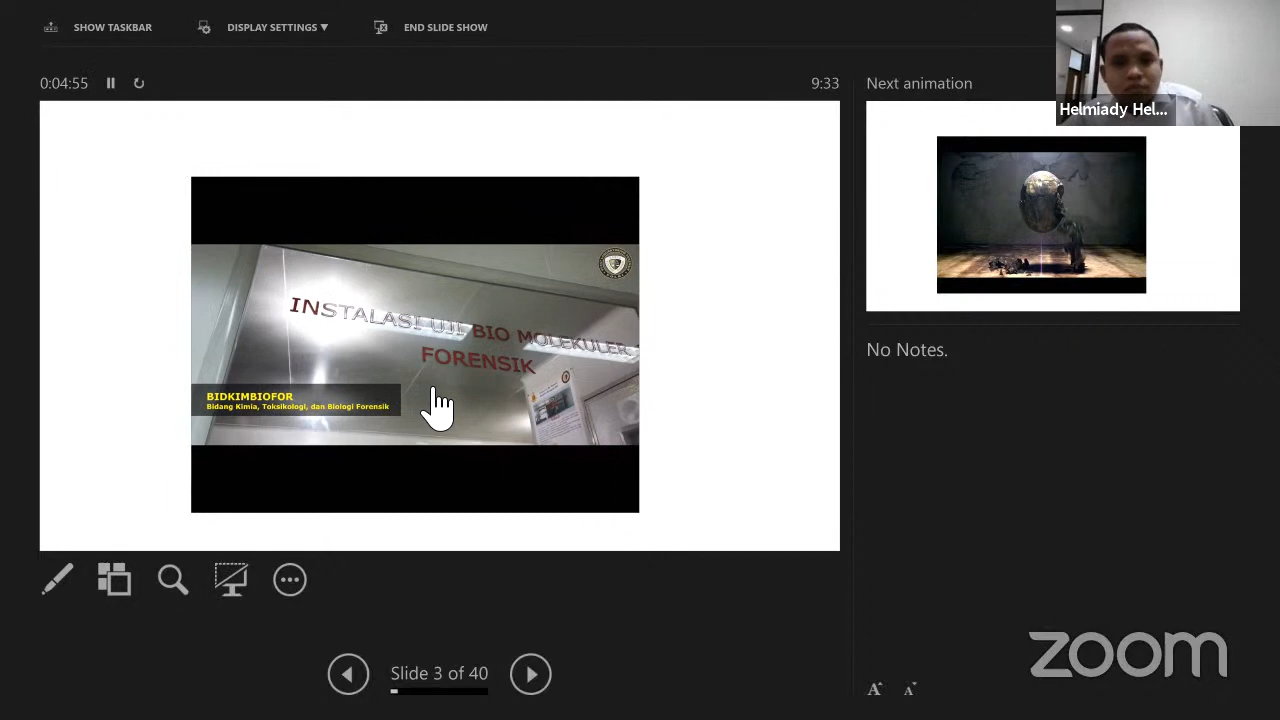 SHOW TASKBAR
DISPLAY SETTINGS ▼
END SLIDE SHOW
Helmiady Hel...
0:04:55
9:33
Next animation
INSTALASI UJI BIO MOLEKULER
FORENSIK
BIDKIMBIOFOR
Bidang Kimia, Toksikologi, dan Biologi Forensik
No Notes.
Slide 3 of 40
A A
zoom